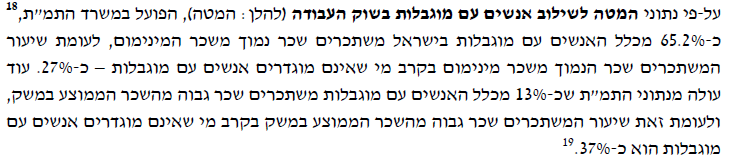 על-פי נתוני המטה לשילוב אנשים עם מוגבלות בשוק העבודה (להלן: המטה), הפועל במשרד התמ״ת,18
כ-65.2% מכלל האנשים עם מוגבלות בישראל משתכרים שכר נמוך משכר המינימום, לעומת שיעור
המשתכרים שכר הנמוך משכר מינימום בקרב מי שאינם מוגדרים אנשים עם מוגבלות – כ-27%. עוד
עולה מנתוני התמ״ת שכ-13% מכלל האנשים עם מוגבלות משתכרים שכר גבוה מהשכר הממוצע במשק,
ולעומת זאת שיעור המשתכרים שכר גבוה מהשכר הממוצע במשק בקרב מי שאינם מוגדרים אנשים עם
מוגבלות הוא כ-37%.19